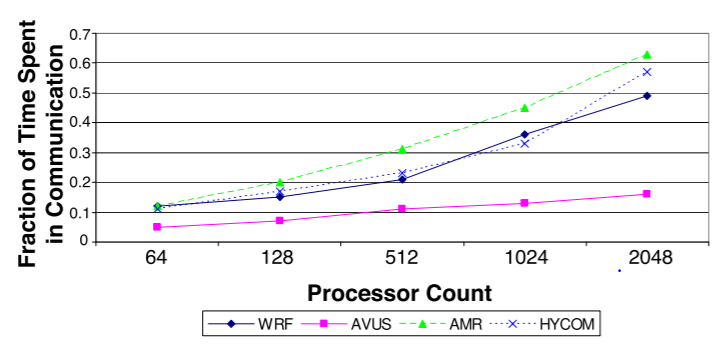 Fraction of Time Spent
in Communication
0.7
0.6
0.5
0.4
0.3
0.2
0.1
0
64 128 512 1024 2048
Processor Count
WRF AVUS AMR HYCOM